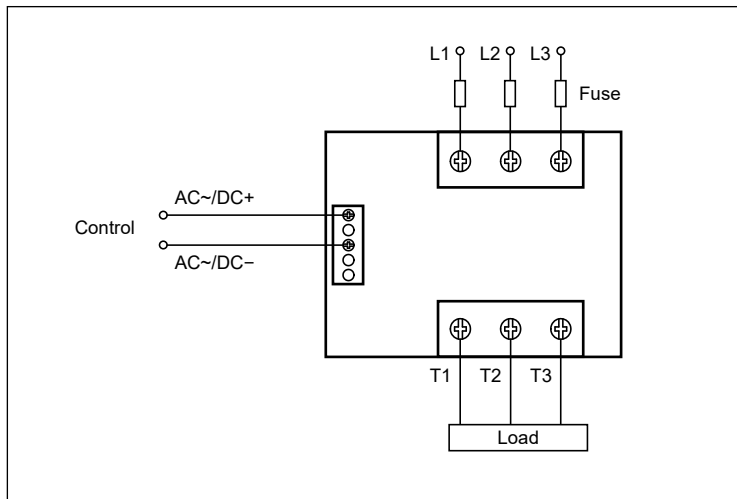 L1 L2 L3
Fuse
AC~/DC+
Control
AC~/DC−
T1 T2 T3
Load